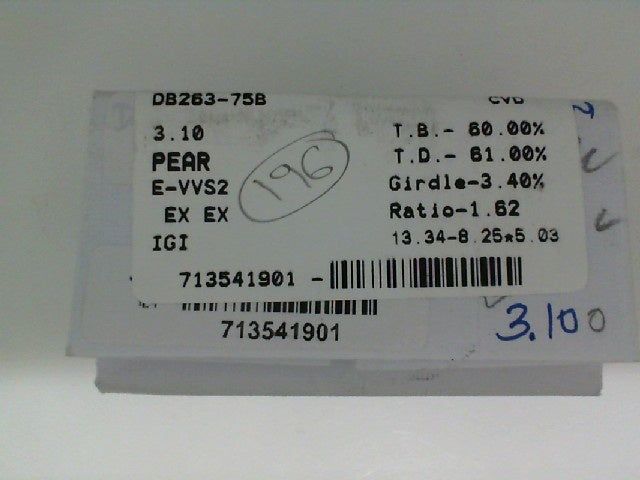 DB263-75B CVD
3.10 T.B.- 60.00%
PEAR T.D.- 61.00%
E-VVS2 196 Girdle-3.40%
EX EX Ratio-1.62
IGI 13.34-8.25*5.03
713541901 -
713541901
3.100